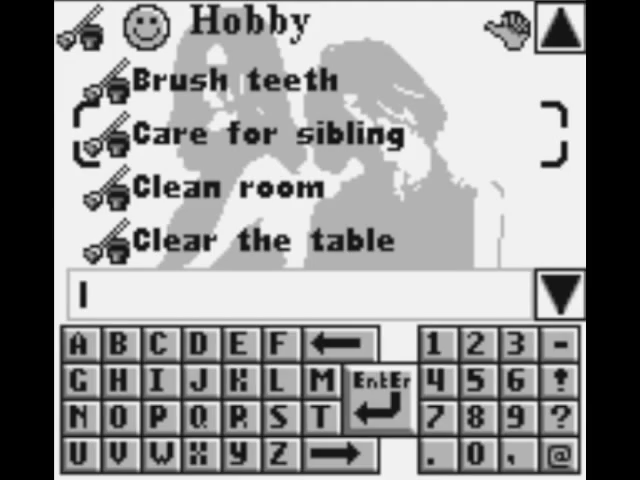 Hobby
Brush teeth
Care for sibling
Clean room
Clear the table
A B C D E F 1 2 3 -
G H I J K L M EntEr 4 5 6 !
N O P Q R S T 7 8 9 ?
U V W X Y Z . 0 , @